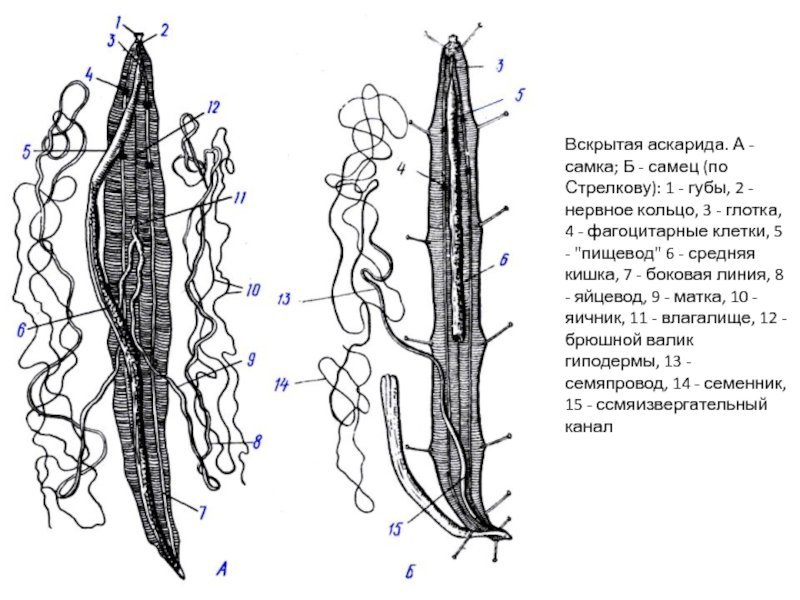 1
2
3
4
12
5
11
10
6
9
8
7
А
3
5
4
6
13
14
15
Б
Вскрытая аскарида. А -
самка; Б - самец (по
Стрелкову): 1 - губы, 2 -
нервное кольцо, 3 - глотка,
4 - фагоцитарные клетки, 5
- "пищевод" 6 - средняя
кишка, 7 - боковая линия, 8
- яйцевод, 9 - матка, 10 -
яичник, 11 - влагалище, 12 -
брюшной валик
гиподермы, 13 -
семяпровод, 14 - семенник,
15 - ссмяизвергательный
канал